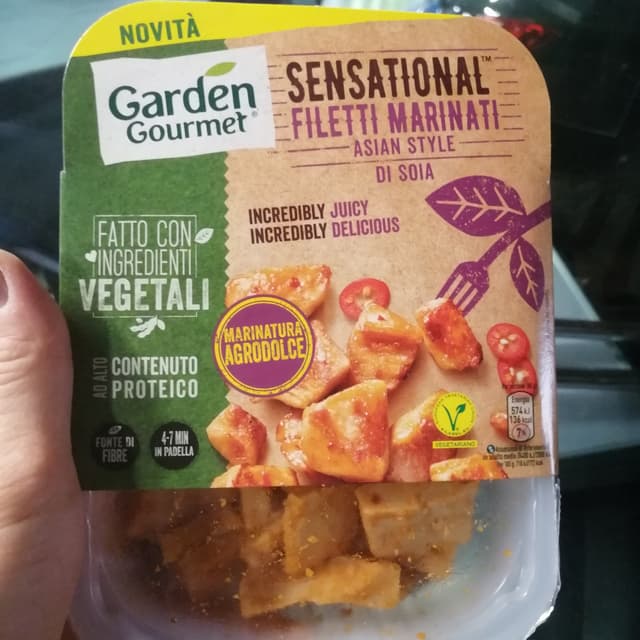 NOVITÀ
Garden
Gourmet®
SENSATIONAL™
FILETTI MARINATI
ASIAN STYLE
DI SOIA
INCREDIBLY JUICY
INCREDIBLY DELICIOUS
FATTO CON
INGREDIENTI
VEGETALI
AD ALTO
CONTENUTO
PROTEICO
MARINATURA
AGRODOLCE
FONTE DI
FIBRE
4-7 MIN
IN PADELLA
V
VEGETARIANO
Energia
574 kJ
136 kcal
7%